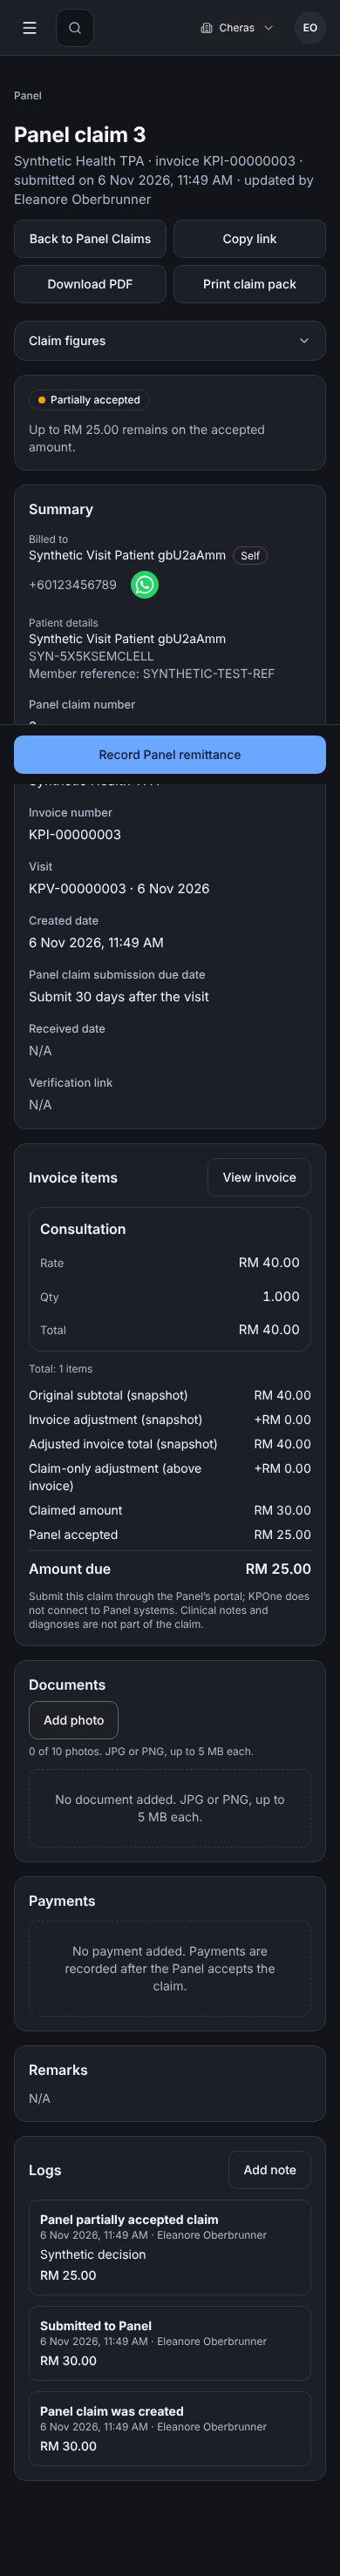 Cheras
EO
Panel
Panel claim 3
Synthetic Health TPA · invoice KPI-00000003 ·
submitted on 6 Nov 2026, 11:49 AM · updated by
Eleanore Oberbrunner
Back to Panel Claims
Copy link
Download PDF
Print claim pack
Claim figures
Partially accepted
Up to RM 25.00 remains on the accepted
amount.
Summary
Billed to
Synthetic Visit Patient gbU2aAmm Self
+60123456789
Patient details
Synthetic Visit Patient gbU2aAmm
SYN-5X5KSEMCLELL
Member reference: SYNTHETIC-TEST-REF
Panel claim number
Record Panel remittance
Invoice number
KPI-00000003
Visit
KPV-00000003 · 6 Nov 2026
Created date
6 Nov 2026, 11:49 AM
Panel claim submission due date
Submit 30 days after the visit
Received date
N/A
Verification link
N/A
Invoice items
View invoice
Consultation
Rate RM 40.00
Qty 1.000
Total RM 40.00
Total: 1 items
Original subtotal (snapshot) RM 40.00
Invoice adjustment (snapshot) +RM 0.00
Adjusted invoice total (snapshot) RM 40.00
Claim-only adjustment (above +RM 0.00
invoice)
Claimed amount RM 30.00
Panel accepted RM 25.00
Amount due RM 25.00
Submit this claim through the Panel's portal; KPOne does
not connect to Panel systems. Clinical notes and
diagnoses are not part of the claim.
Documents
Add photo
0 of 10 photos. JPG or PNG, up to 5 MB each.
No document added. JPG or PNG, up to
5 MB each.
Payments
No payment added. Payments are
recorded after the Panel accepts the
claim.
Remarks
N/A
Logs
Add note
Panel partially accepted claim
6 Nov 2026, 11:49 AM · Eleanore Oberbrunner
Synthetic decision
RM 25.00
Submitted to Panel
6 Nov 2026, 11:49 AM · Eleanore Oberbrunner
RM 30.00
Panel claim was created
6 Nov 2026, 11:49 AM · Eleanore Oberbrunner
RM 30.00